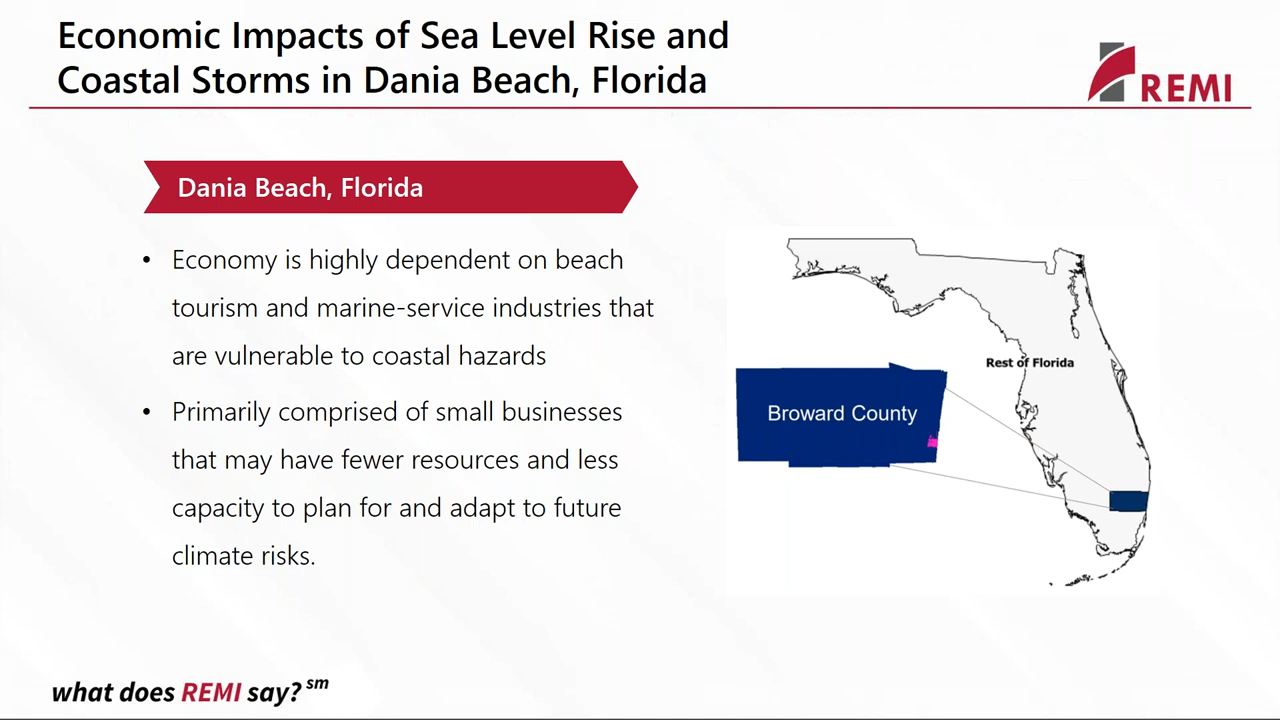 Economic Impacts of Sea Level Rise and
Coastal Storms in Dania Beach, Florida
REMI
Dania Beach, Florida
• Economy is highly dependent on beach
tourism and marine-service industries that
are vulnerable to coastal hazards
• Primarily comprised of small businesses
that may have fewer resources and less
capacity to plan for and adapt to future
climate risks.
Rest of Florida
Broward County
what does REMI say? sm